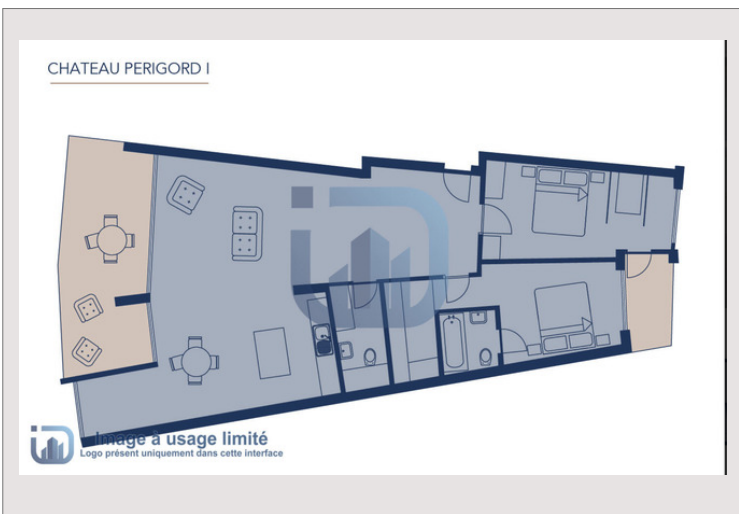 CHATEAU PERIGORD I
Image à usage limité
Logo présent uniquement dans cette interface